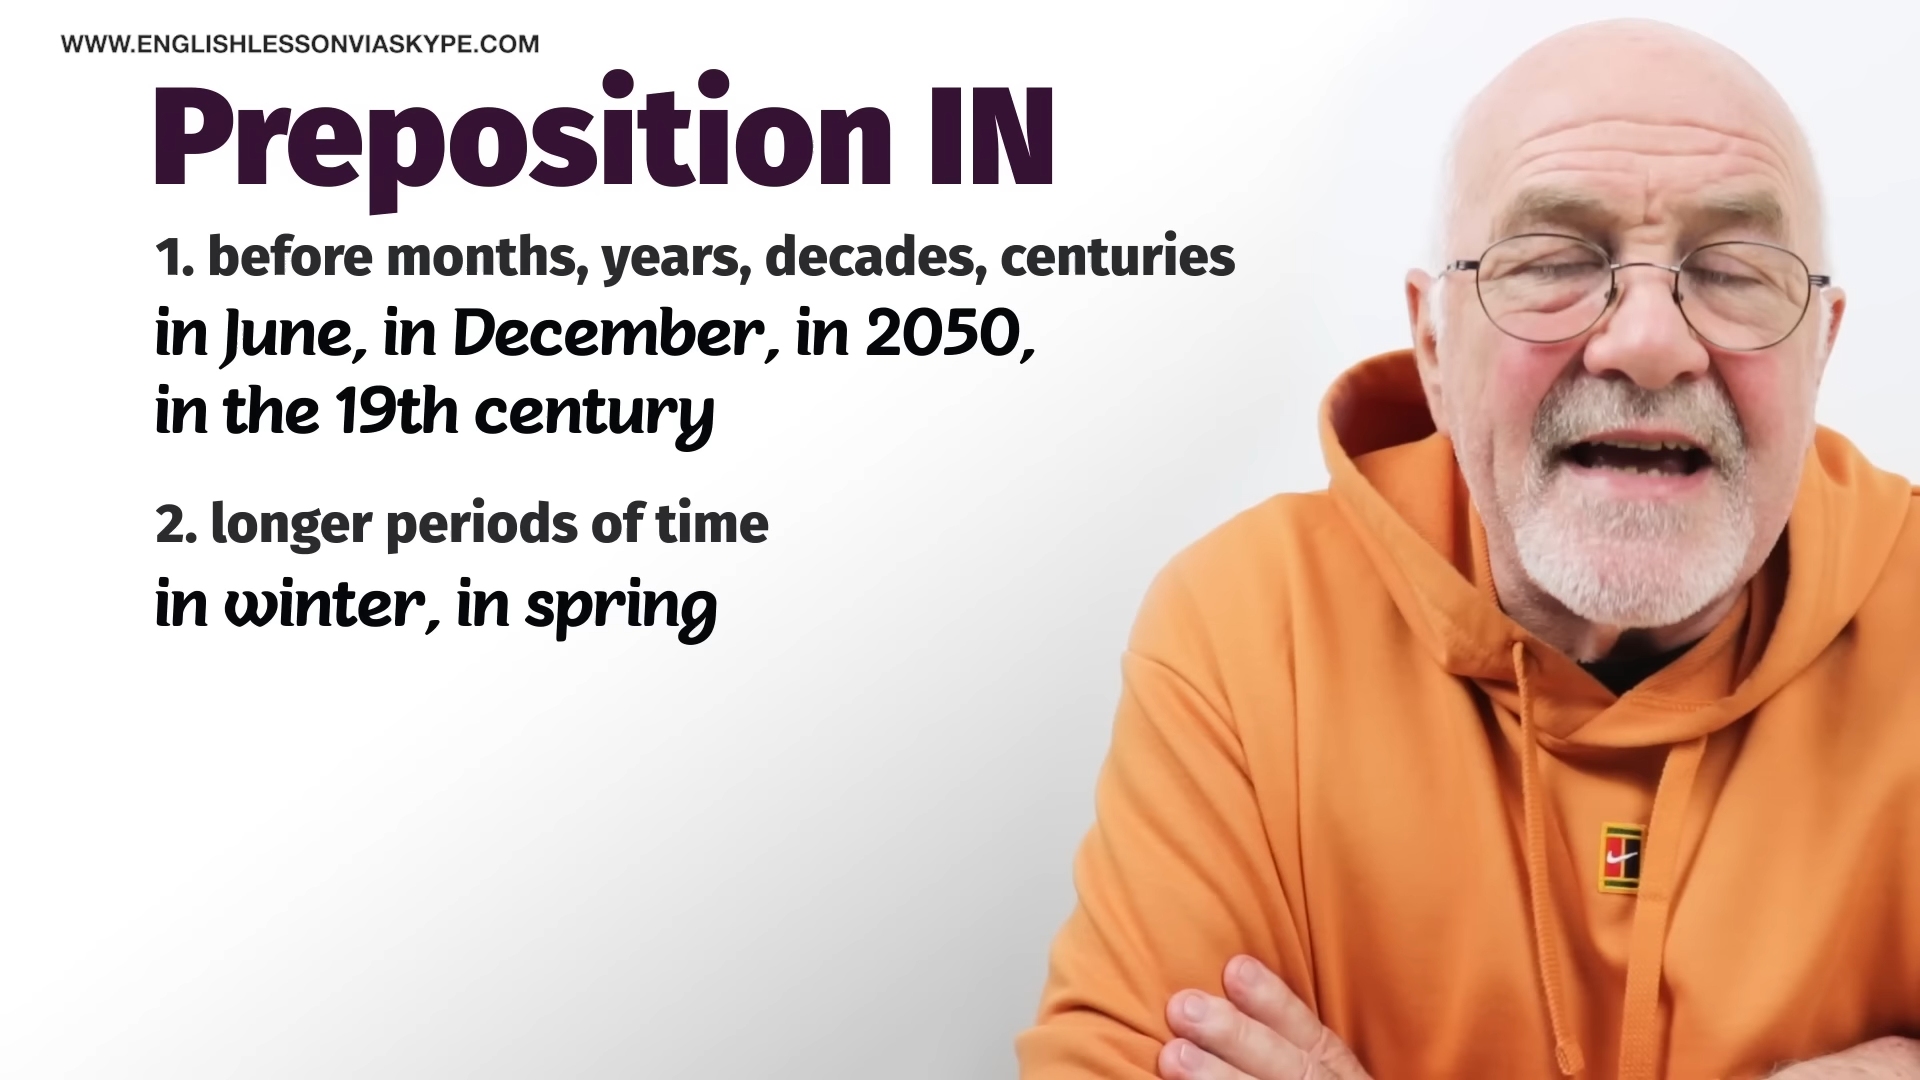 WWW.ENGLISHLESSONVIASKYPE.COM
Preposition IN
1. before months, years, decades, centuries
in June, in December, in 2050,
in the 19th century
2. longer periods of time
in winter, in spring